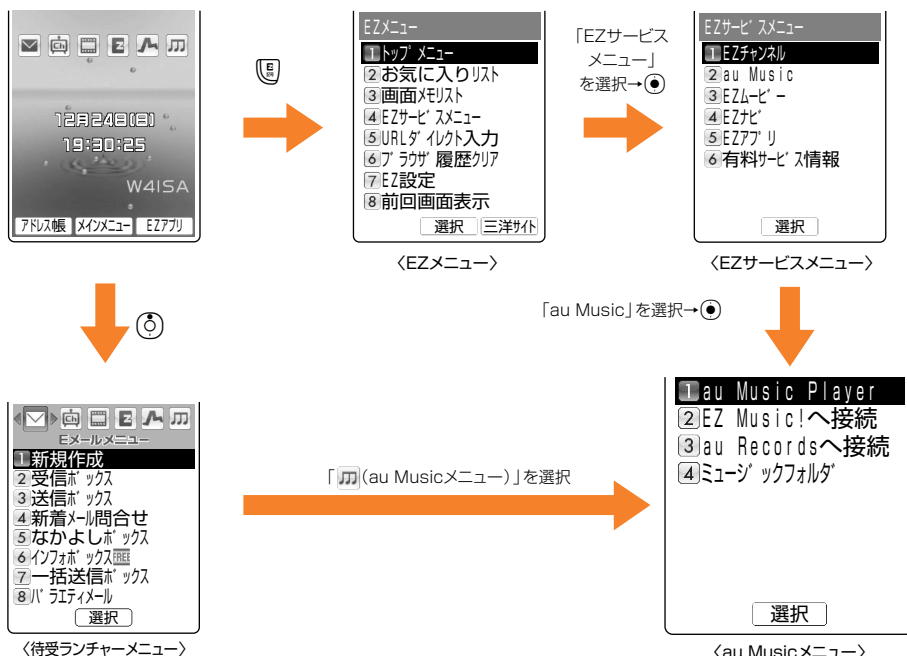 12月24日(日)
19:30:25
W41SA
アドレス帳 メインメニュー EZアプリ
EZメニュー
1トップメニュー
2お気に入りリスト
3画面メモリスト
4EZサービスメニュー
5URLダイレクト入力
6ブラウザ履歴クリア
7EZ設定
8前回画面表示
選択 三洋サイト
〈EZメニュー〉
「EZサービス
メニュー」
を選択→
EZサービスメニュー
1EZチャンネル
2au Music
3EZムービー
4EZナビ
5EZアプリ
6有料サービス情報
選択
〈EZサービスメニュー〉
「au Music」を選択→
Eメールメニュー
1新規作成
2受信ボックス
3送信ボックス
4新着メール問合せ
5なかよしボックス
6インフォボックスFREE
7一括送信ボックス
8バラエティメール
選択
〈待受ランチャーメニュー〉
「(au Musicメニュー)」を選択
1au Music Player
2EZ Music!へ接続
3au Recordsへ接続
4ミュージックフォルダ
選択
〈au Musicメニュー〉